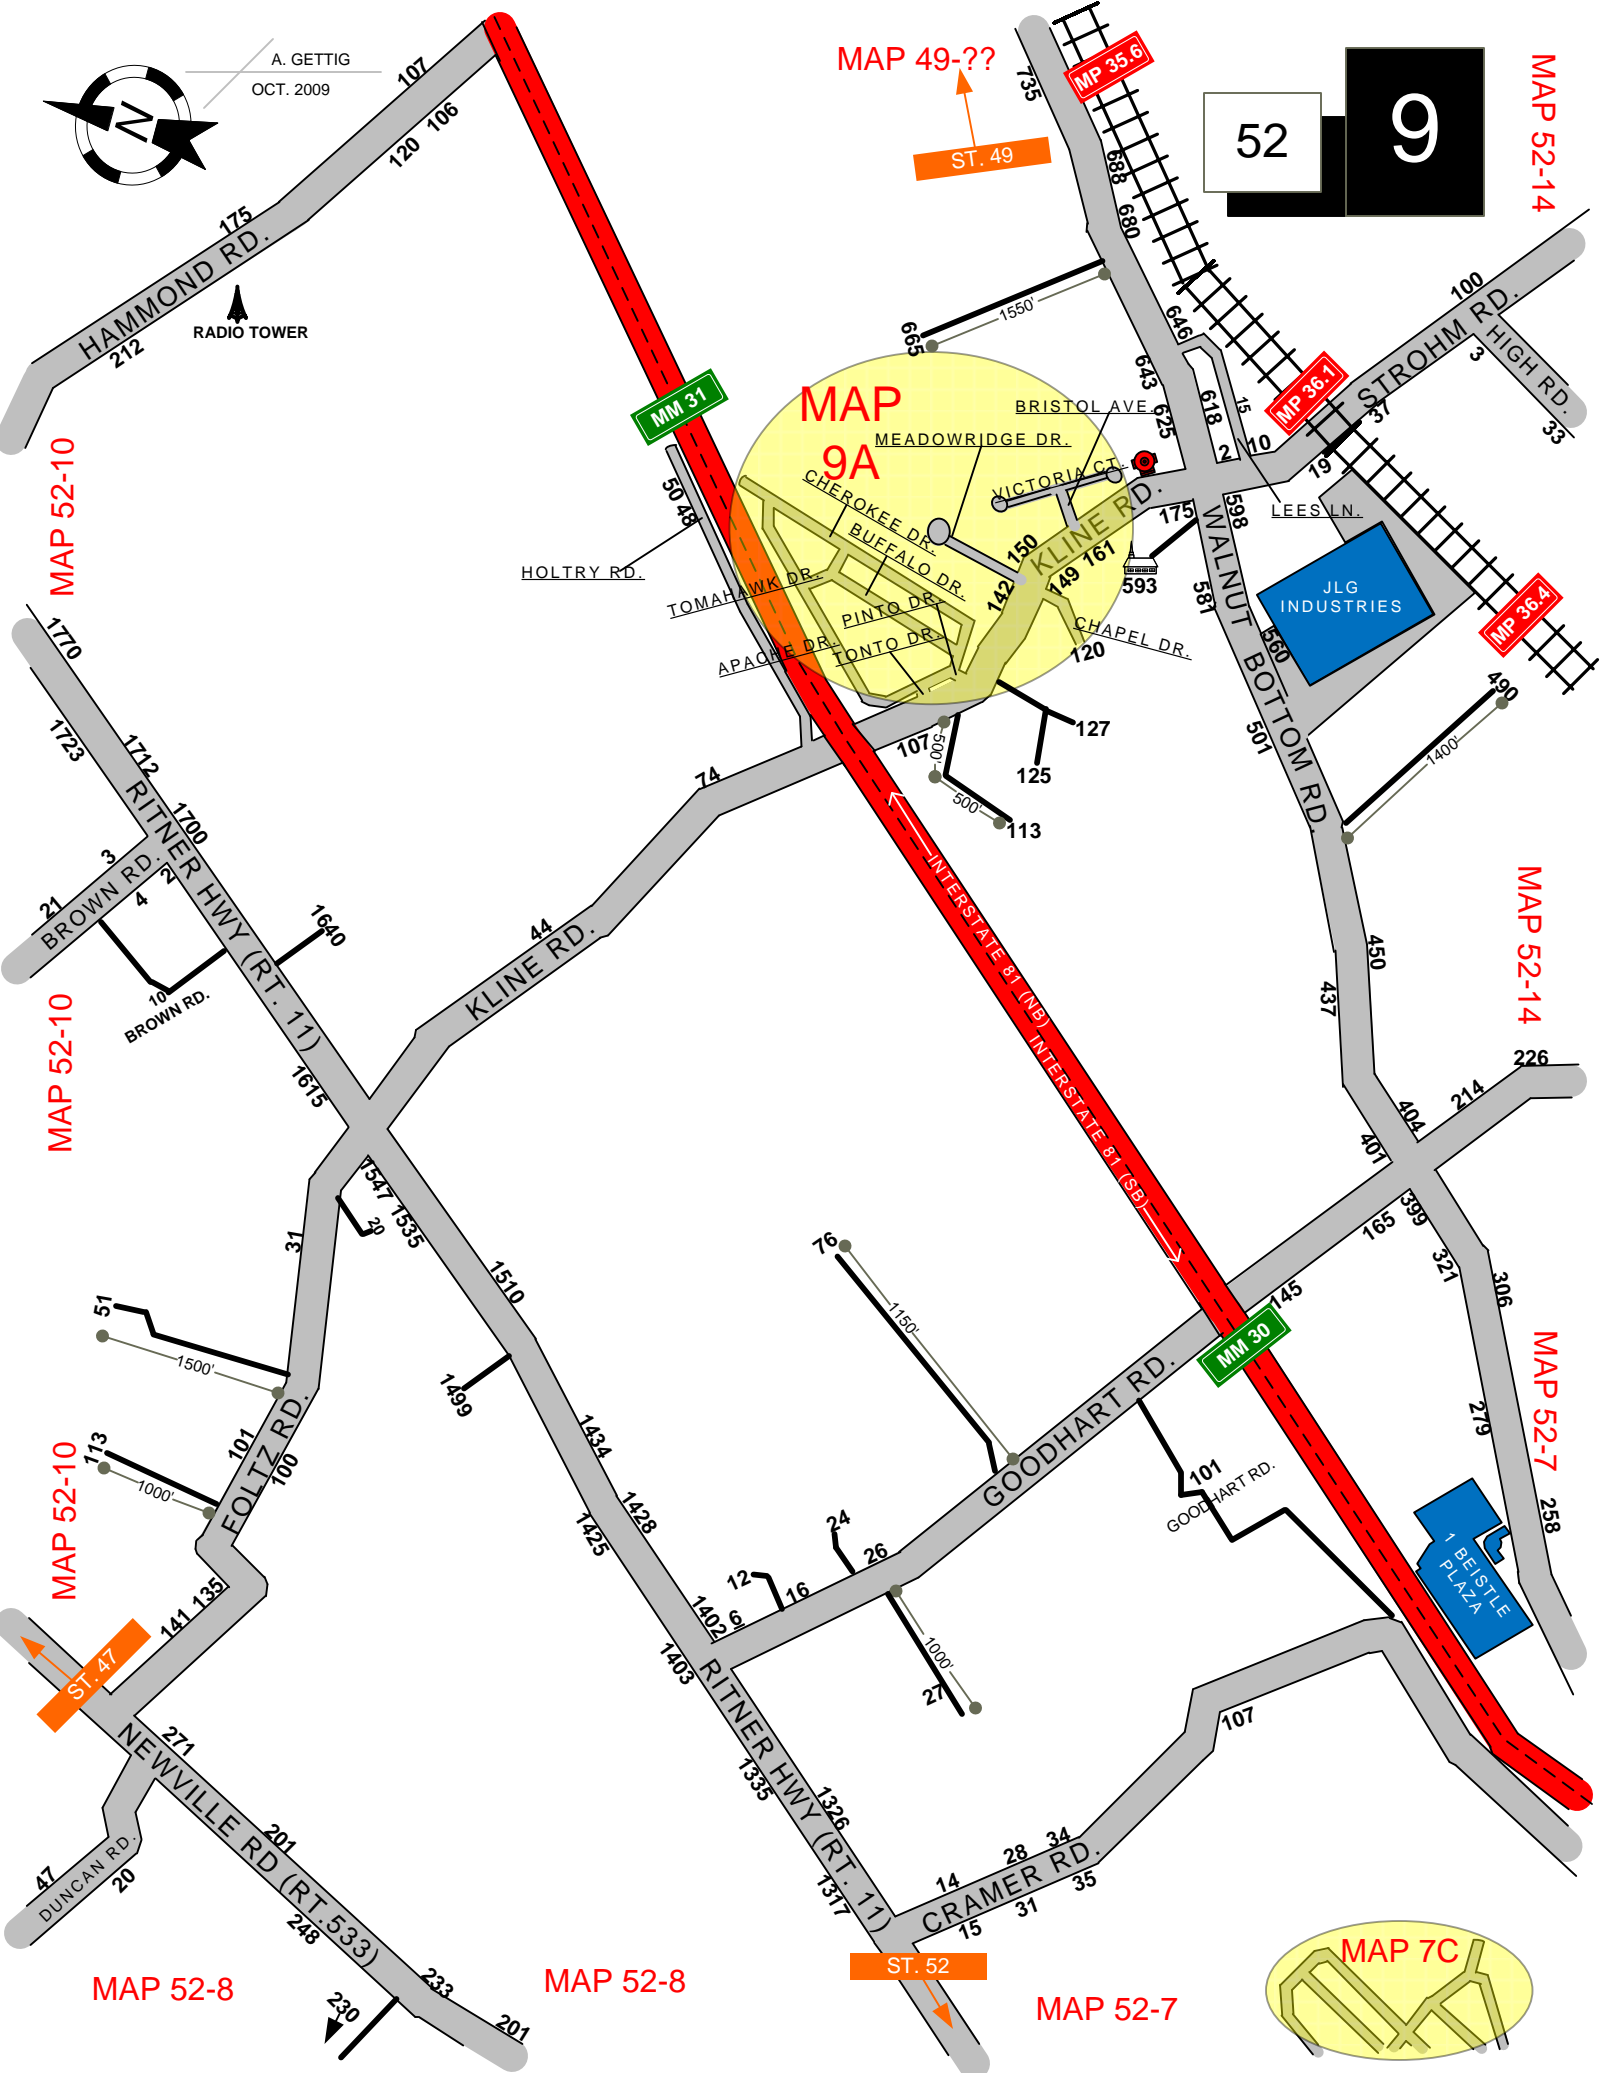 A. GETTIG
OCT. 2009
107
120 106
175
HAMMOND RD.
212
RADIO TOWER
MAP 49-??
ST. 49
735
MP 35.6
52
9
MAP 52-14
688
680
1550'
665
646
643
625
618
15
MP 36.1
STROHM RD.
100
HIGH RD.
3
33
37
19
10
2
LEES LN.
MM 31
MAP
9A
BRISTOL AVE.
MEADOWRIDGE DR.
VICTORIA CT.
CHEROKEE DR.
BUFFALO DR.
TOMAHAWK DR.
PINTO DR.
APACHE DR.
TONTO DR.
KLINE RD.
CHAPEL DR.
150
142
149 161
175
120
593
598
587
560
501
WALNUT BOTTOM RD.
JLG
INDUSTRIES
MP 36.4
490
1400'
50 48
HOLTRY RD.
MAP 52-10
1770
1723
1712
1700
RITNER HWY (RT. 11)
BROWN RD.
21
3
4
2
10
BROWN RD.
1640
1615
74
44
KLINE RD.
107
500'
500'
113
125
127
INTERSTATE 81 (NB)
INTERSTATE 81 (SB)
MAP 52-14
450
437
226
214
404
401
399
165
321
306
145
MM 30
MAP 52-10
1547 1535
20
31
51
1500'
101
100
FOLTZ RD.
113
1000'
MAP 52-10
135
141
ST. 47
1510
1499
1434
1428
1425
1402
1403
6
12
16
24
26
76
1150'
GOODHART RD.
101
GOODHART RD.
1000'
27
MAP 52-7
279
258
1 BEISTLE
PLAZA
107
RITNER HWY (RT. 11)
1335
1326
1317
CRAMER RD.
14
28
34
15
31
35
ST. 52
NEWVILLE RD (RT.533)
271
201
248
233
230
201
DUNCAN RD.
47
20
MAP 52-8
MAP 52-8
MAP 52-7
MAP 7C